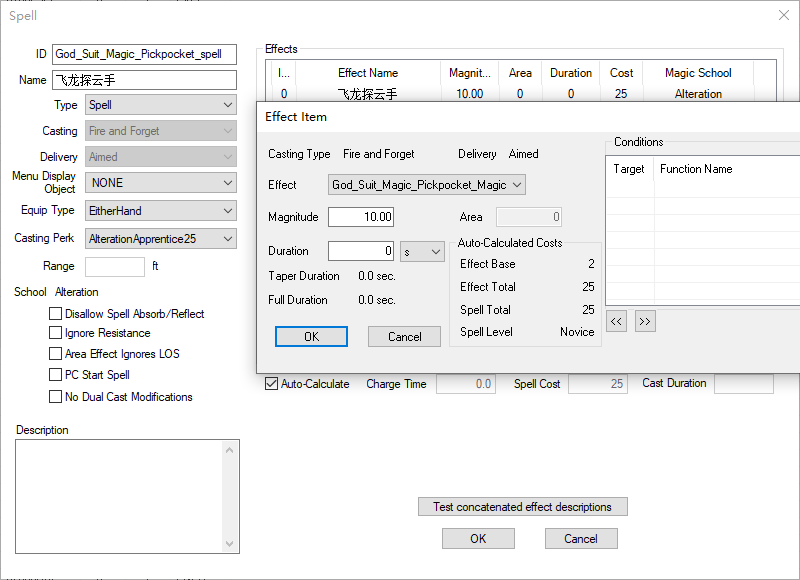 Spell
ID God_Suit_Magic_Pickpocket_spell
Name 飞龙探云手
Type Spell
Casting Fire and Forget
Delivery Aimed
Menu Display Object NONE
Equip Type EitherHand
Casting Perk AlterationApprentice25
Range ft
School Alteration
Disallow Spell Absorb/Reflect
Ignore Resistance
Area Effect Ignores LOS
PC Start Spell
No Dual Cast Modifications
Description
Effects
I... Effect Name Magnit... Area Duration Cost Magic School
0 飞龙探云手 10.00 0 0 25 Alteration
Effect Item
Casting Type Fire and Forget Delivery Aimed
Effect God_Suit_Magic_Pickpocket_Magic
Magnitude 10.00 Area 0
Duration 0 s
Taper Duration 0.0 sec.
Full Duration 0.0 sec.
Auto-Calculated Costs
Effect Base 2
Effect Total 25
Spell Total 25
Spell Level Novice
OK Cancel
Conditions
Target Function Name
<< >>
Auto-Calculate Charge Time 0.0 Spell Cost 25 Cast Duration
Test concatenated effect descriptions
OK Cancel